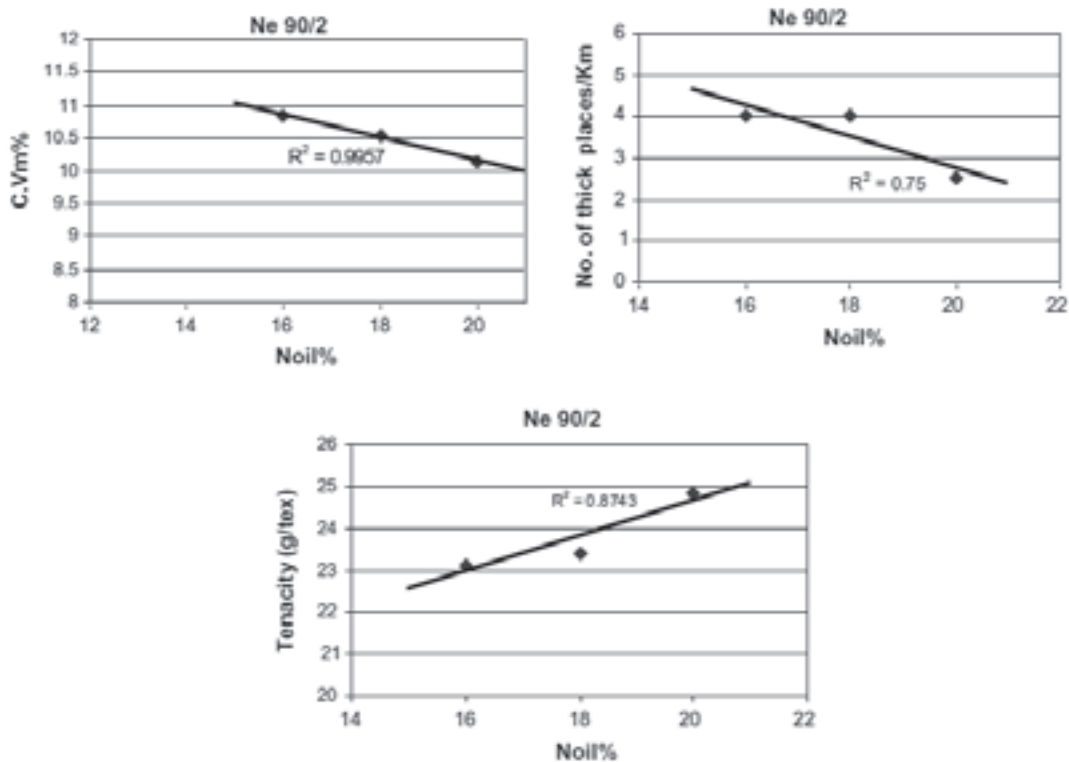 Ne 90/2
12
11.5
11
10.5
10
9.5
9
8.5
8
C.Vm%
R² = 0.9957
12 14 16 18 20
Noil%
Ne 90/2
6
5
4
3
2
1
0
No. of thick places/Km
R² = 0.75
14 16 18 20 22
Noil%
Ne 90/2
26
25
24
23
22
21
20
Tenacity (g/tex)
R² = 0.8743
14 16 18 20 22
Noil%